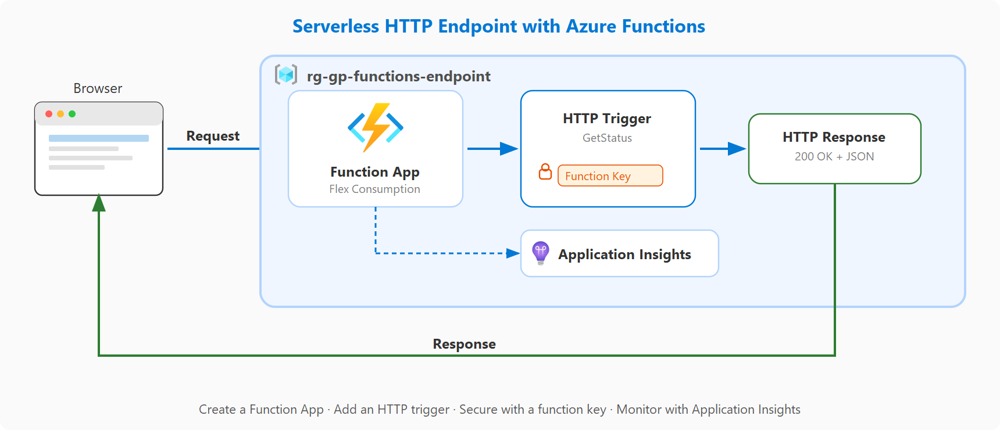 Serverless HTTP Endpoint with Azure Functions
rg-gp-functions-endpoint
Browser
Request
Function App
Flex Consumption
HTTP Trigger
GetStatus
Function Key
HTTP Response
200 OK + JSON
Application Insights
Response
Create a Function App · Add an HTTP trigger · Secure with a function key · Monitor with Application Insights